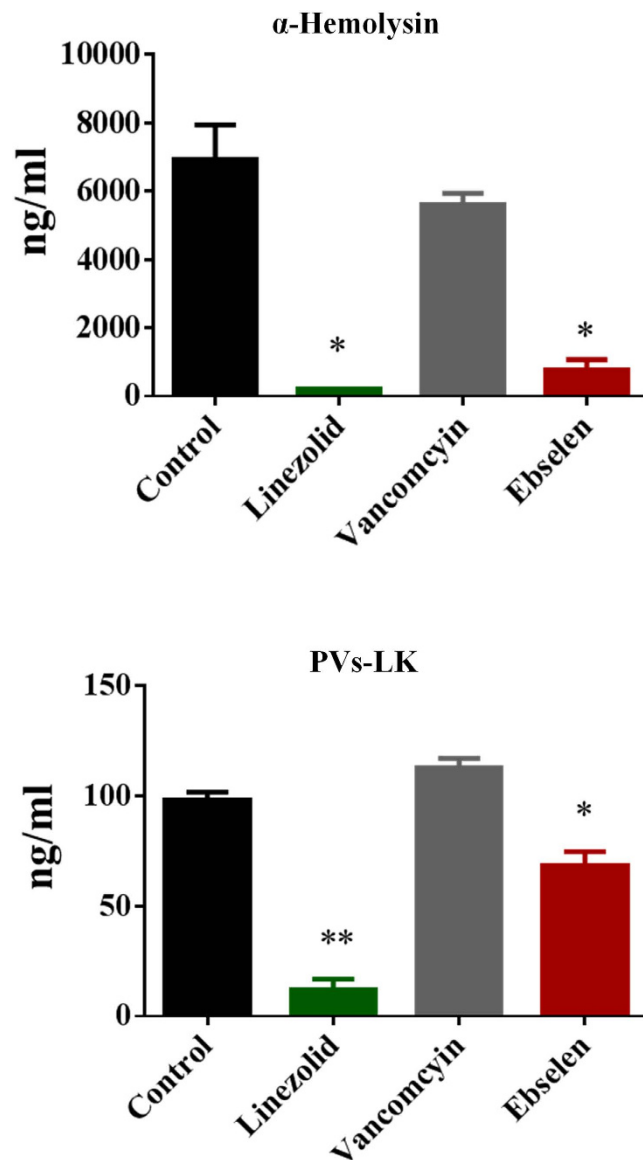 α-Hemolysin
ng/ml
10000
8000
6000
4000
2000
0
*
*
Control
Linezolid
Vancomcyin
Ebselen
PVs-LK
ng/ml
150
100
50
0
**
*
Control
Linezolid
Vancomcyin
Ebselen